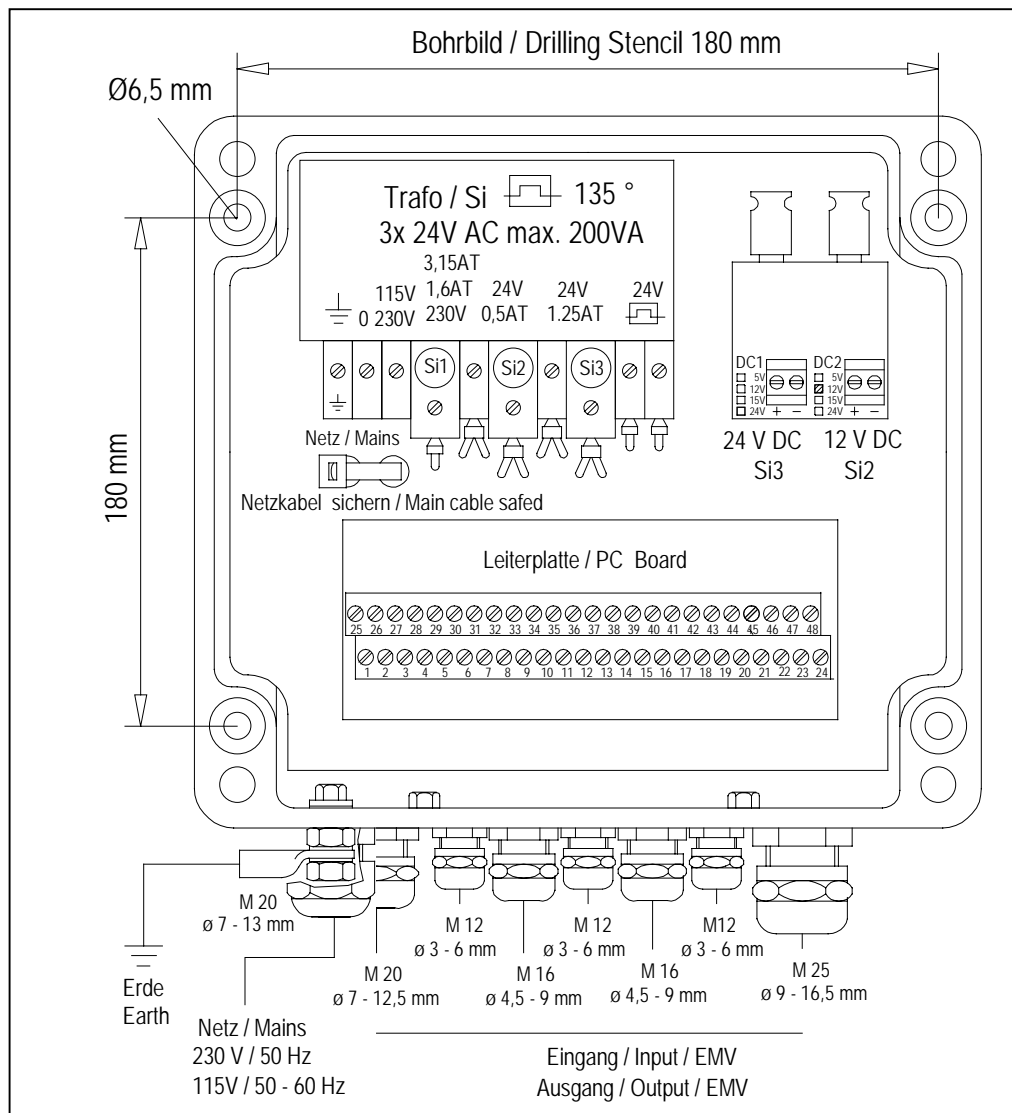 Bohrbild / Drilling Stencil 180 mm
Ø6,5 mm
180 mm
Trafo / Si 135 °
3x 24V AC max. 200VA
3,15AT
115V 1,6AT 24V 24V 24V
0 230V 230V 0,5AT 1.25AT
Si1 Si2 Si3
Netz / Mains
Netzkabel sichern / Main cable safed
DC1 DC2
5V 5V
12V 12V
15V 15V
24V + − 24V + −
24 V DC 12 V DC
Si3 Si2
Leiterplatte / PC Board
25 26 27 28 29 30 31 32 33 34 35 36 37 38 39 40 41 42 43 44 45 46 47 48
1 2 3 4 5 6 7 8 9 10 11 12 13 14 15 16 17 18 19 20 21 22 23 24
M 20
ø 7 - 13 mm
M 12
ø 3 - 6 mm
M 12
ø 3 - 6 mm
M12
ø 3 - 6 mm
M 20
ø 7 - 12,5 mm
M 16
ø 4,5 - 9 mm
M 16
ø 4,5 - 9 mm
M 25
ø 9 - 16,5 mm
Erde
Earth
Netz / Mains
230 V / 50 Hz
115V / 50 - 60 Hz
Eingang / Input / EMV
Ausgang / Output / EMV